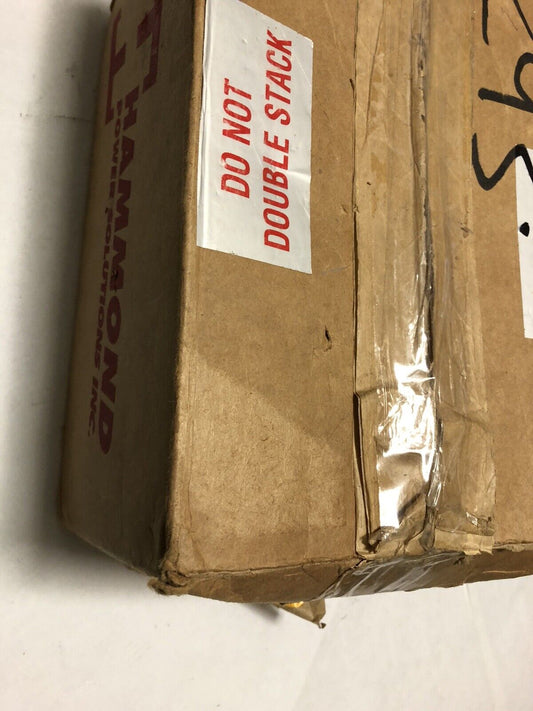 HAMMOND
POWER SOLUTIONS INC.
DO NOT
DOUBLE STACK